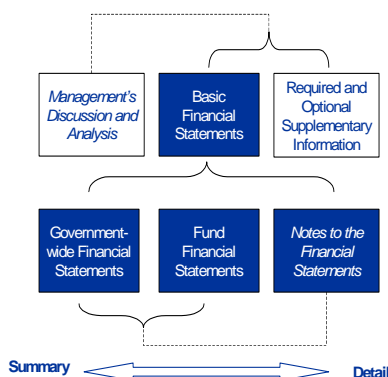 Management's
Discussion and
Analysis
Basic
Financial
Statements
Required and
Optional
Supplementary
Information
Government-
wide Financial
Statements
Fund
Financial
Statements
Notes to the
Financial
Statements
Summary
Detail